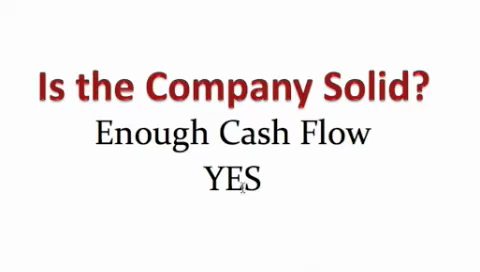 Is the Company Solid?
Enough Cash Flow
YES